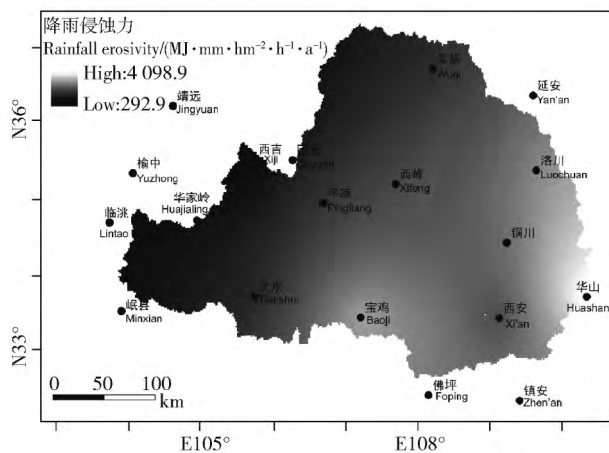 降雨侵蚀力
Rainfall erosivity/(MJ·mm·hm⁻²·h⁻¹·a⁻¹)
High:4 098.9
Low:292.9
靖远
Jingyuan
延安
Yan'an
N36°
西吉
Xiji
洛川
Luochuan
榆中
Yuzhong
西峰
Xifeng
华家岭
Huajialing
平凉
Pingliang
临洮
Lintao
铜川
天水
Tianshui
华山
Huashan
岷县
Minxian
宝鸡
Baoji
西安
Xi'an
N33°
0 50 100
km
佛坪
Foping
镇安
Zhen'an
E105°
E108°